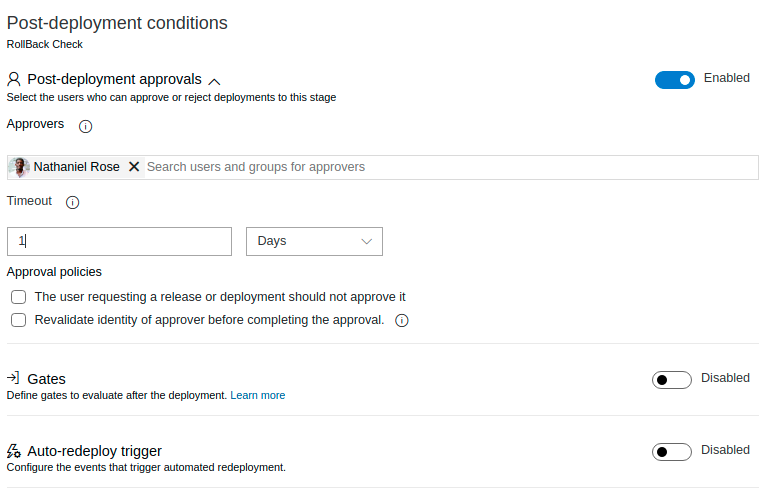 Post-deployment conditions
RollBack Check
Post-deployment approvals
Enabled
Select the users who can approve or reject deployments to this stage
Approvers
Nathaniel Rose Search users and groups for approvers
Timeout
1 Days
Approval policies
The user requesting a release or deployment should not approve it
Revalidate identity of approver before completing the approval.
Gates
Disabled
Define gates to evaluate after the deployment. Learn more
Auto-redeploy trigger
Disabled
Configure the events that trigger automated redeployment.